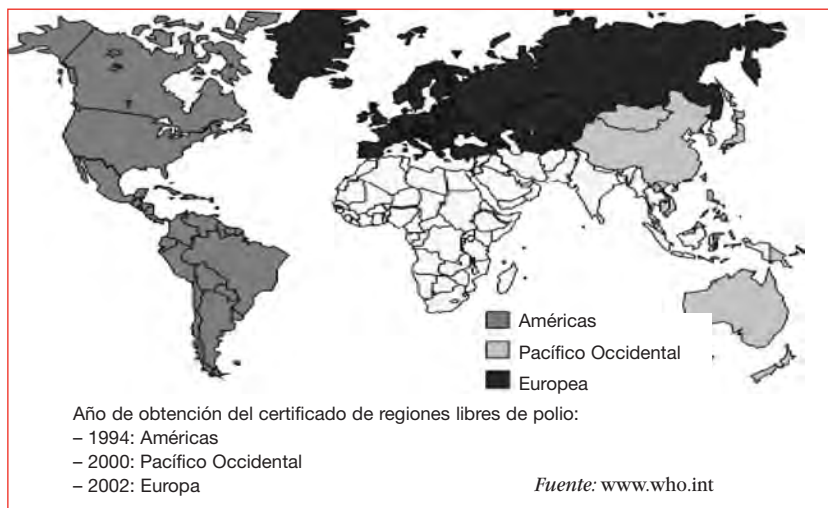 Américas
Pacífico Occidental
Europea
Año de obtención del certificado de regiones libres de polio:
– 1994: Américas
– 2000: Pacífico Occidental
– 2002: Europa
Fuente: www.who.int